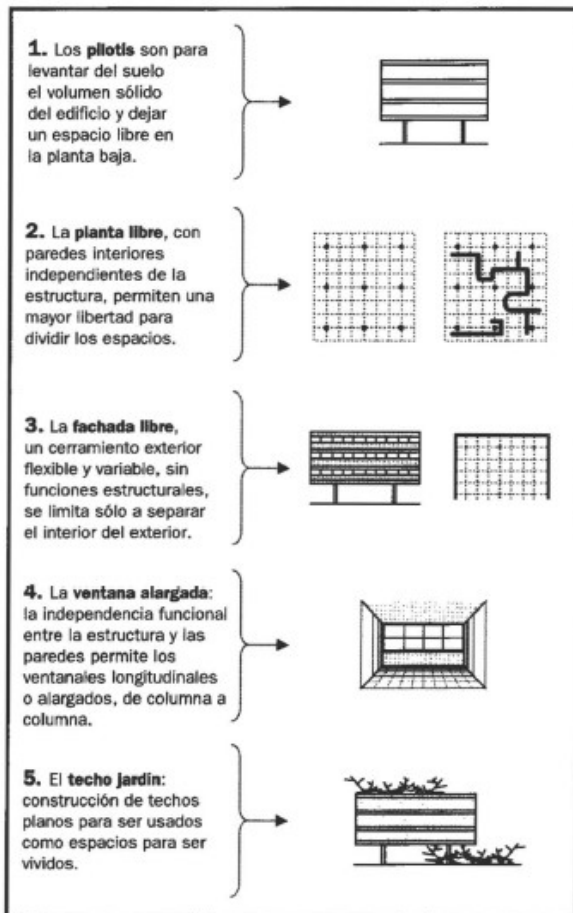 1. Los pilotis son para
levantar del suelo
el volumen sólido
del edificio y dejar
un espacio libre en
la planta baja.
2. La planta libre, con
paredes interiores
independientes de la
estructura, permiten una
mayor libertad para
dividir los espacios.
3. La fachada libre,
un cerramiento exterior
flexible y variable, sin
funciones estructurales,
se limita sólo a separar
el interior del exterior.
4. La ventana alargada:
la independencia funcional
entre la estructura y las
paredes permite los
ventanales longitudinales
o alargados, de columna a
columna.
5. El techo jardín:
construcción de techos
planos para ser usados
como espacios para ser
vividos.